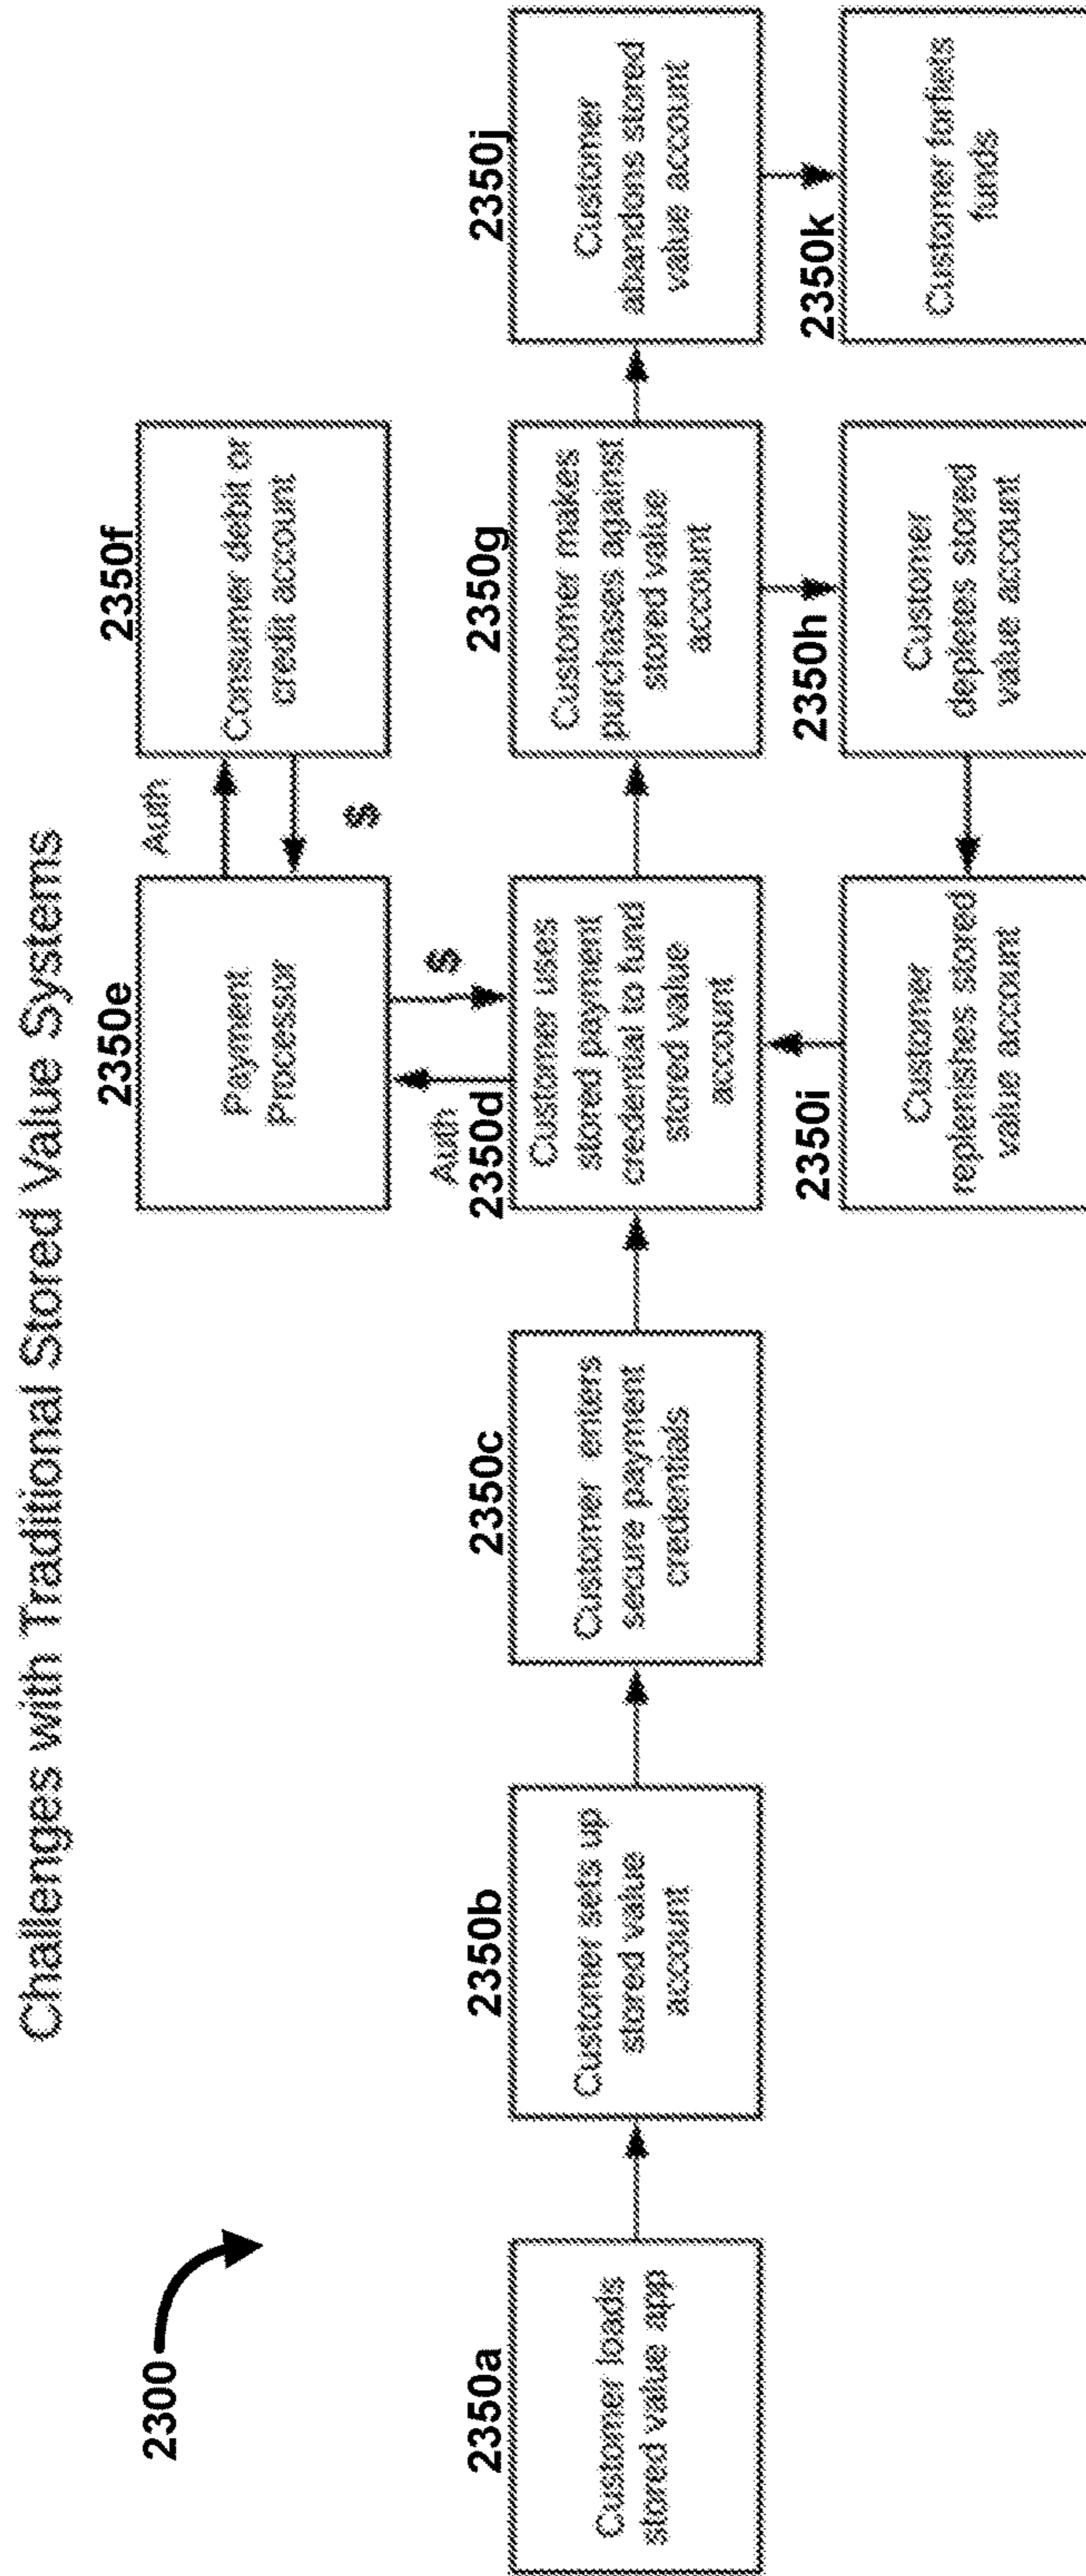 Challenges with Traditional Stored Value Systems
2300
2350a
Customer loads
stored value app
2350b
Customer sets up
stored value
account
2350c
Customer enters
secure payment
credentials
2350d
Customer uses
stored payment
credential to fund
stored value
account
Auth
$
2350e
Payment
Processor
Auth
$
2350f
Consumer debit or
credit account
2350g
Customer makes
purchases against
stored value
account
2350h
Customer
depletes stored
value account
2350i
Customer
replenishes stored
value account
2350j
Customer
abandons stored
value account
2350k
Customer forfiets
funds